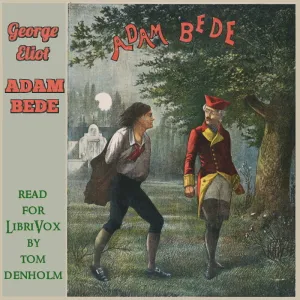 George
Eliot
ADAM
BEDE
READ
FOR
LIBRIVOX
BY
TOM
DENHOLM
ADAM BEDE